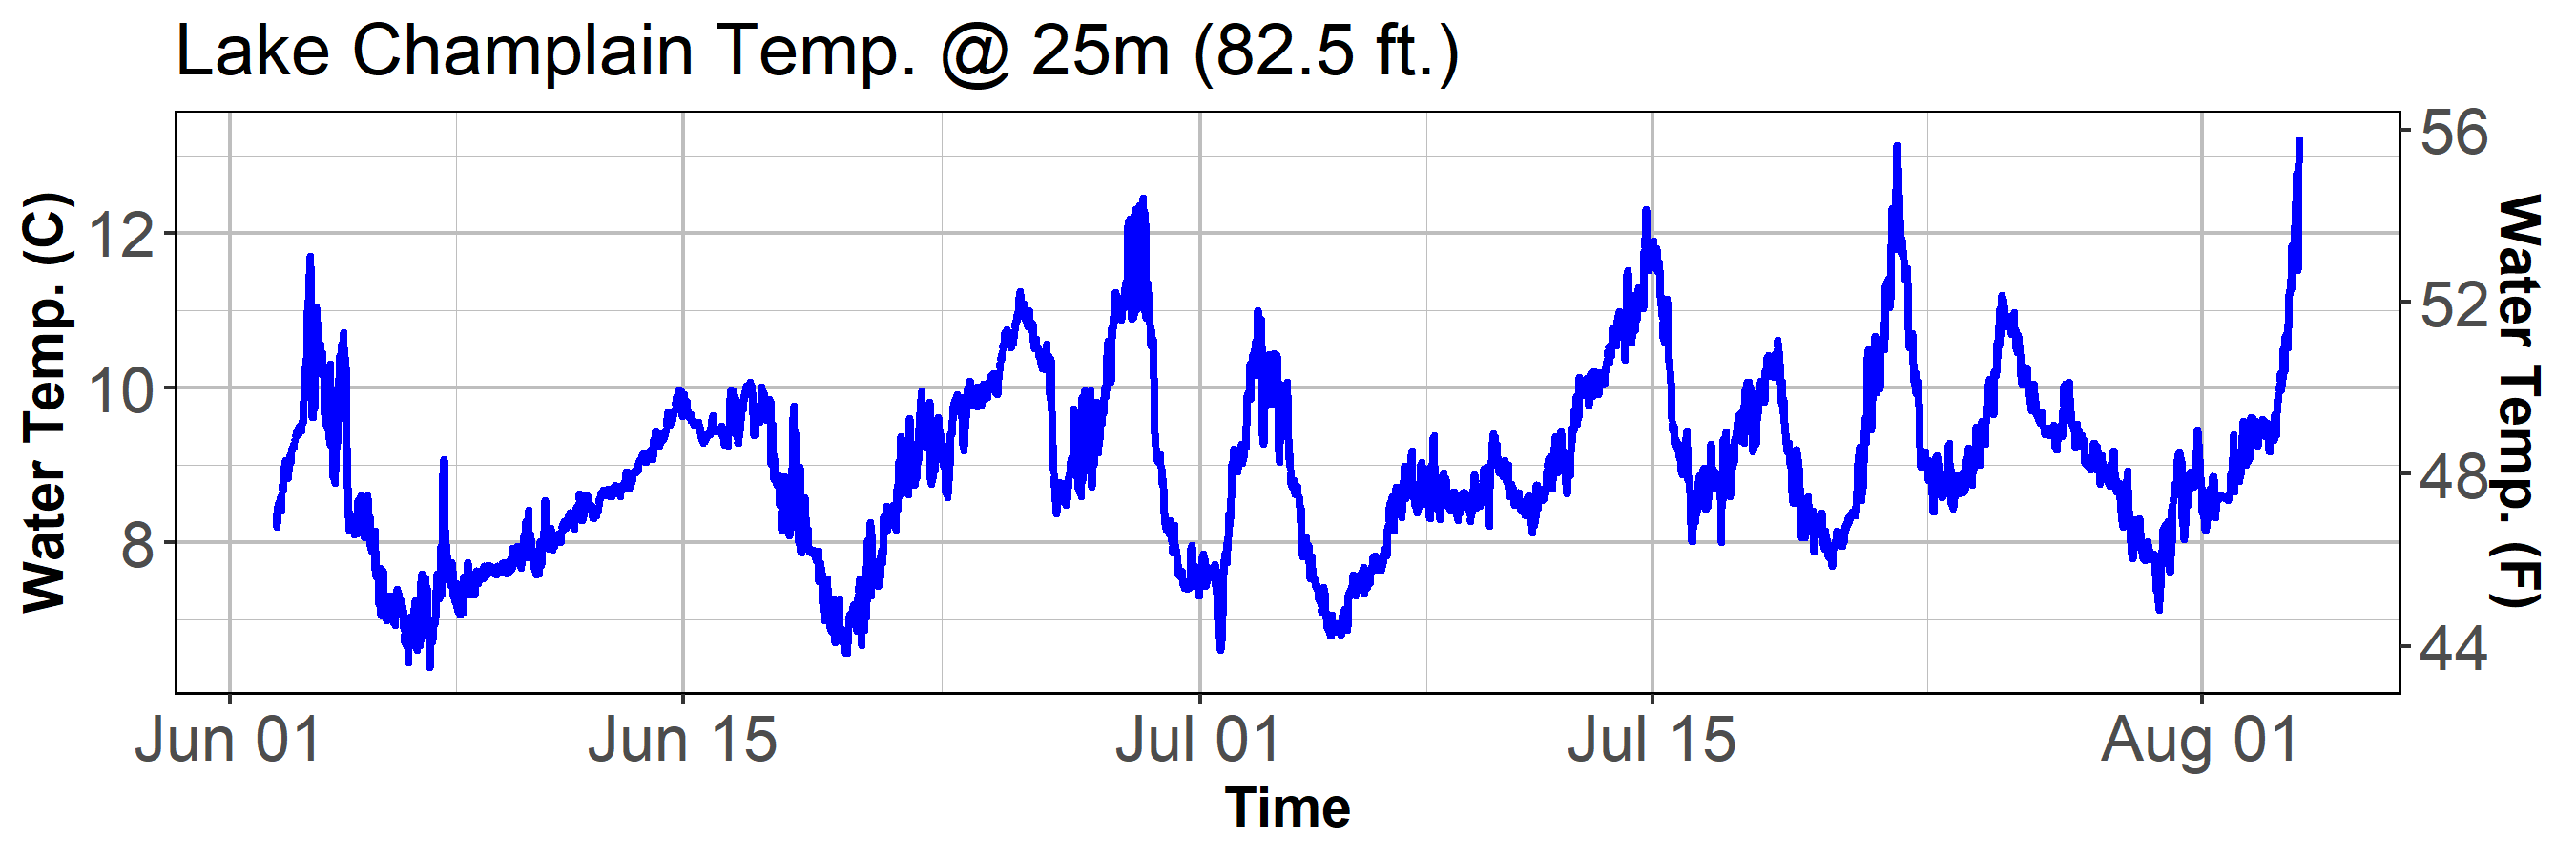 Lake Champlain Temp. @ 25m (82.5 ft.)
Water Temp. (C)
12
10
8
56
52
48
44
Water Temp. (F)
Jun 01
Jun 15
Jul 01
Jul 15
Aug 01
Time